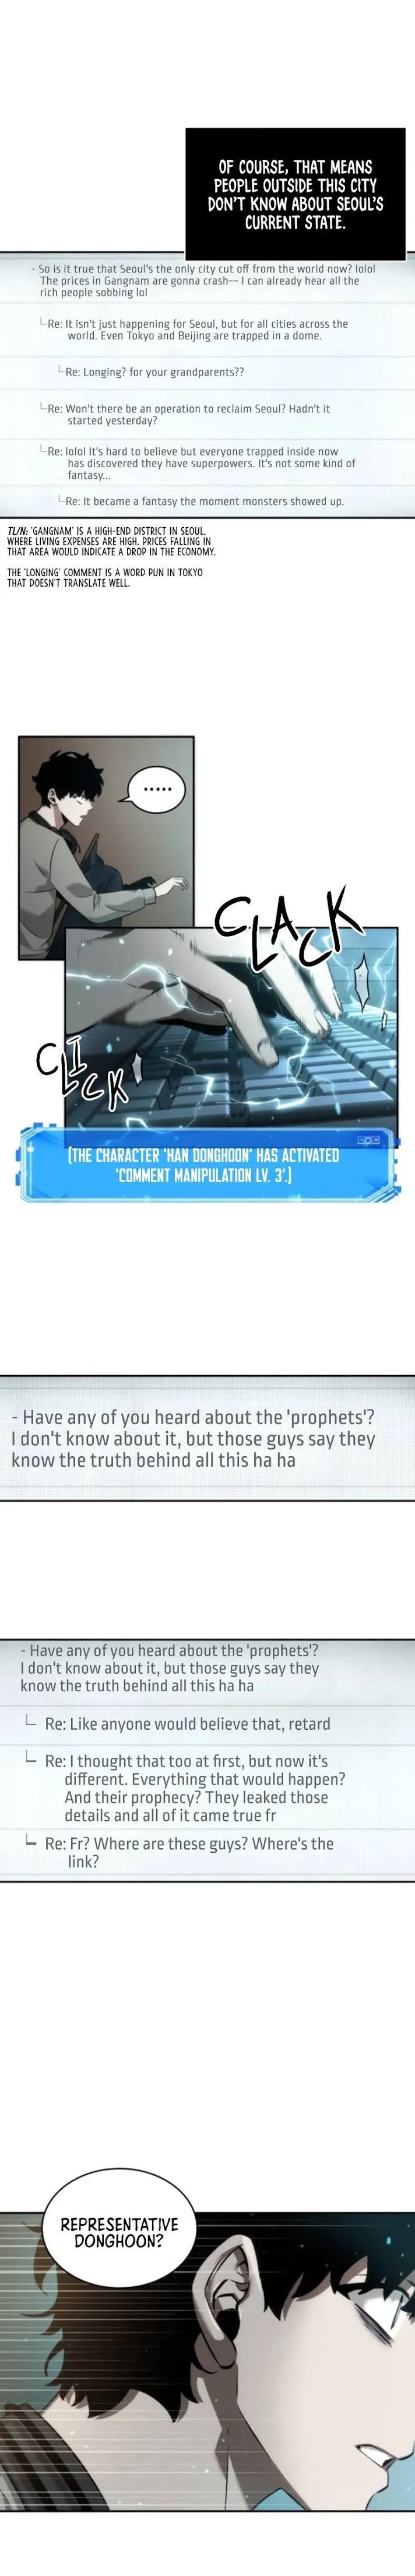 OF COURSE, THAT MEANS
PEOPLE OUTSIDE THIS CITY
DON'T KNOW ABOUT SEOUL'S
CURRENT STATE.
- So is it true that Seoul's the only city cut off from the world now? lolol
The prices in Gangnam are gonna crash-- I can already hear all the
rich people sobbing lol
Re: It isn't just happening for Seoul, but for all cities across the
world. Even Tokyo and Beijing are trapped in a dome.
Re: Longing? for your grandparents??
Re: Won't there be an operation to reclaim Seoul? Hadn't it
started yesterday?
Re: lolol It's hard to believe but everyone trapped inside now
has discovered they have superpowers. It's not some kind of
fantasy...
Re: It became a fantasy the moment monsters showed up.
TL/N: 'GANGNAM' IS A HIGH-END DISTRICT IN SEOUL,
WHERE LIVING EXPENSES ARE HIGH. PRICES FALLING IN
THAT AREA WOULD INDICATE A DROP IN THE ECONOMY.
THE 'LONGING' COMMENT IS A WORD PUN IN TOKYO
THAT DOESN'T TRANSLATE WELL.
.....
CLACK
CLICK
[THE CHARACTER 'HAN DONGHOON' HAS ACTIVATED
'COMMENT MANIPULATION LV. 3'.]
- Have any of you heard about the 'prophets'?
I don't know about it, but those guys say they
know the truth behind all this ha ha
- Have any of you heard about the 'prophets'?
I don't know about it, but those guys say they
know the truth behind all this ha ha
Re: Like anyone would believe that, retard
Re: I thought that too at first, but now it's
different. Everything that would happen?
And their prophecy? They leaked those
details and all of it came true fr
Re: Fr? Where are these guys? Where's the
link?
REPRESENTATIVE
DONGHOON?